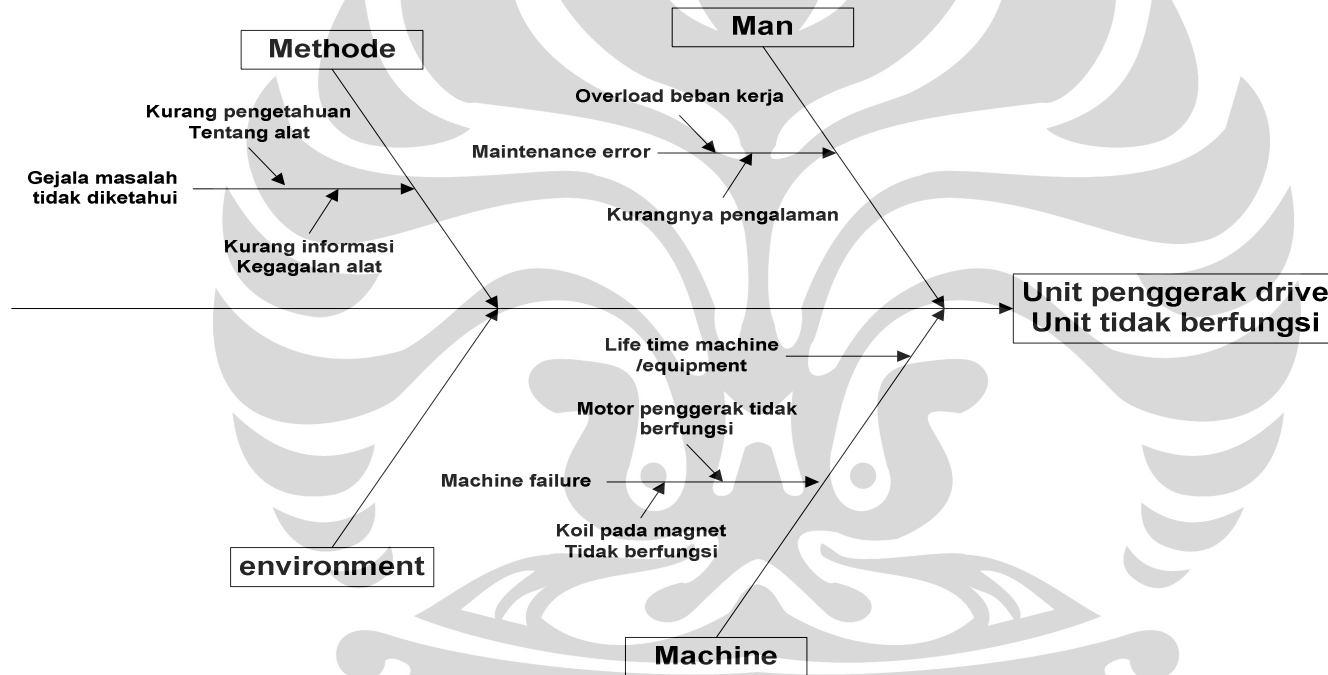 Man
Methode
Overload beban kerja
Kurang pengetahuan
Tentang alat
Maintenance error
Gejala masalah
tidak diketahui
Kurangnya pengalaman
Kurang informasi
Kegagalan alat
Unit penggerak drive
Unit tidak berfungsi
Life time machine
/equipment
Motor penggerak tidak
berfungsi
Machine failure
Koil pada magnet
Tidak berfungsi
environment
Machine